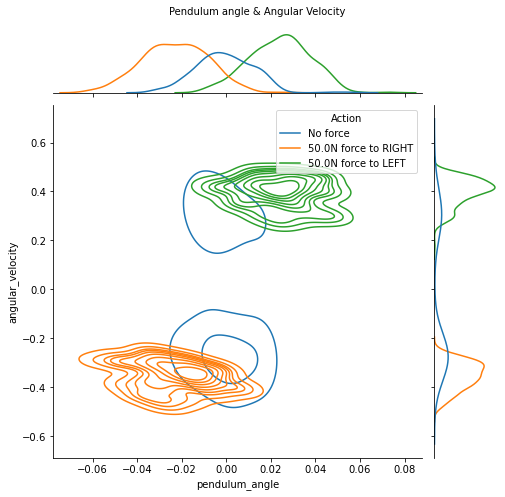 Pendulum angle & Angular Velocity
Action
No force
50.0N force to RIGHT
50.0N force to LEFT
0.6
0.4
0.2
0.0
−0.2
−0.4
−0.6
angular_velocity
−0.06 −0.04 −0.02 0.00 0.02 0.04 0.06 0.08
pendulum_angle